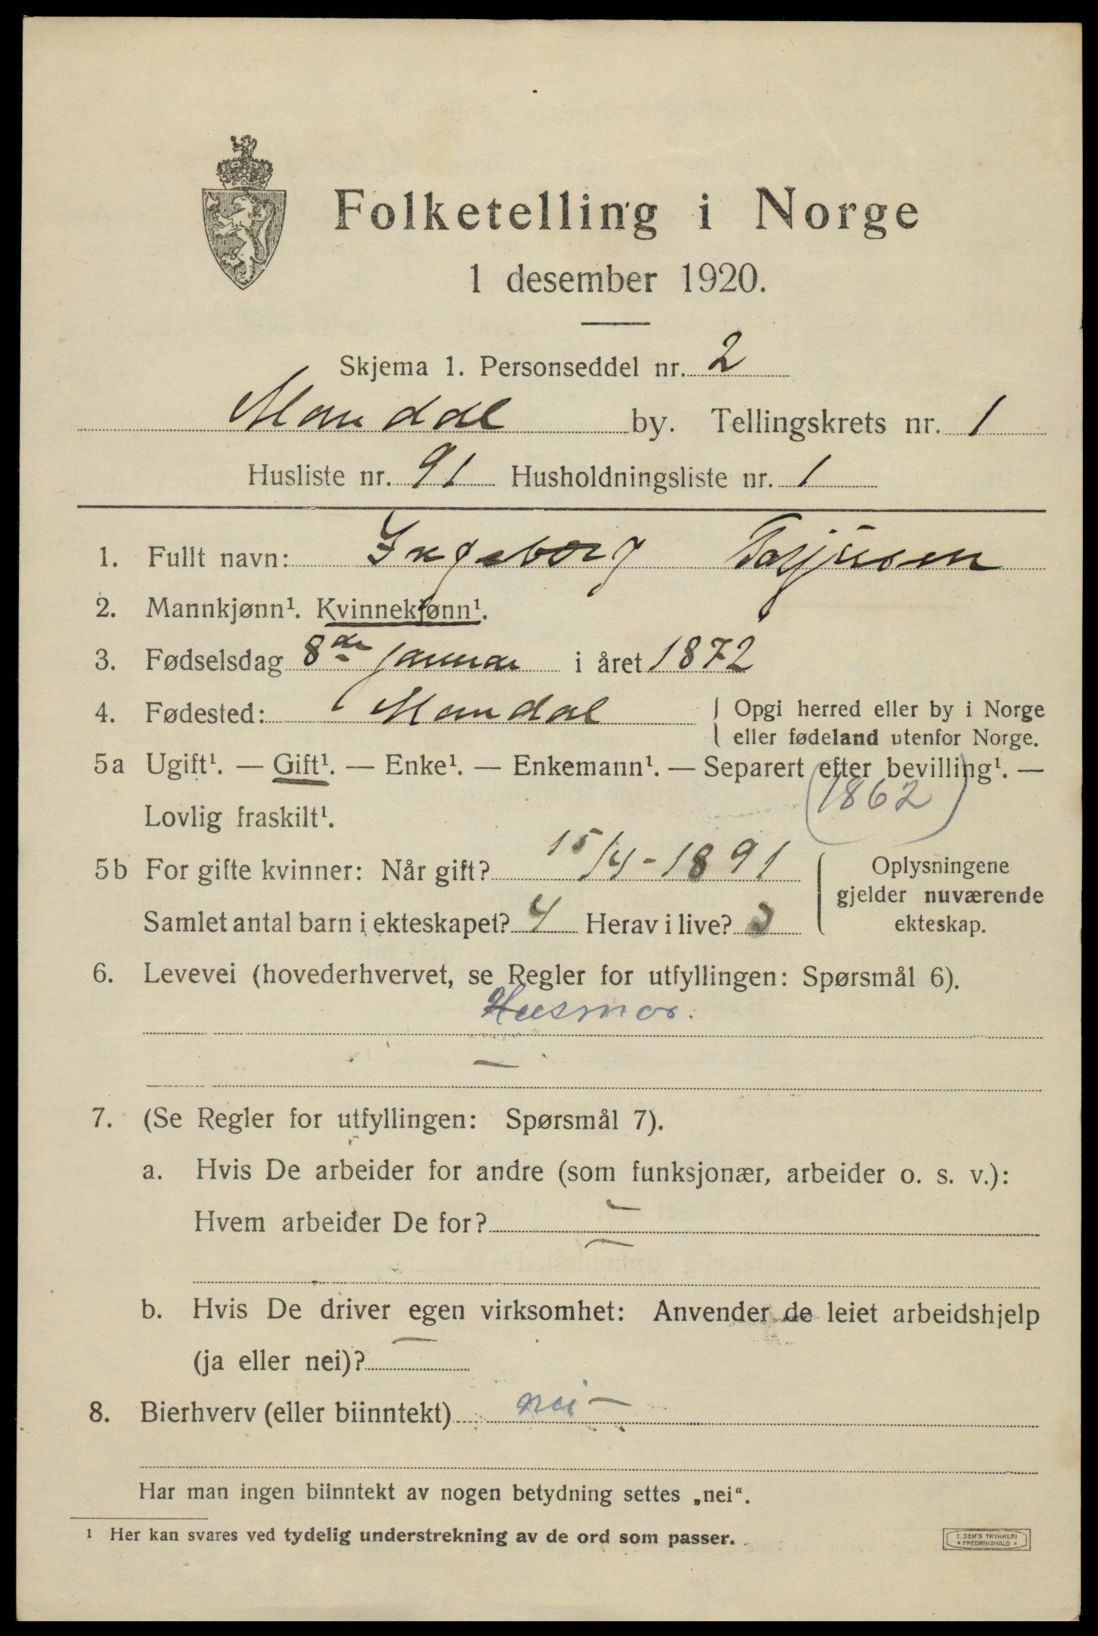 Folketelling i Norge
1 desember 1920.
Skjema 1. Personseddel nr. 2
Mandal by. Tellingskrets nr. 1
Husliste nr. 91 Husholdningsliste nr. 1
1. Fullt navn: Ingeborg
2. Mannkjønn¹. Kvinnekjønn¹.
3. Fødselsdag 8de januar i året 1872
4. Fødested: Mandal
Opgi herred eller by i Norge
eller fødeland utenfor Norge.
5a Ugift¹. — Gift¹. — Enke¹. — Enkemann¹. — Separert efter bevilling¹. —
(1862)
Lovlig fraskilt¹.
5b For gifte kvinner: Når gift? 15/4-1891
Samlet antal barn i ekteskapet? 4 Herav i live? 3
Oplysningene
gjelder nuværende
ekteskap.
6. Levevei (hovederhvervet, se Regler for utfyllingen: Spørsmål 6).
Husmor.
—
7. (Se Regler for utfyllingen: Spørsmål 7).
a. Hvis De arbeider for andre (som funksjonær, arbeider o. s. v.):
Hvem arbeider De for? —
—
b. Hvis De driver egen virksomhet: Anvender de leiet arbeidshjelp
(ja eller nei)? —
8. Bierhverv (eller biinntekt) nei —
Har man ingen biinntekt av nogen betydning settes „nei“.
¹ Her kan svares ved tydelig understrekning av de ord som passer.
E. SEM'S TRYKKERI
FREDRIKSHALD